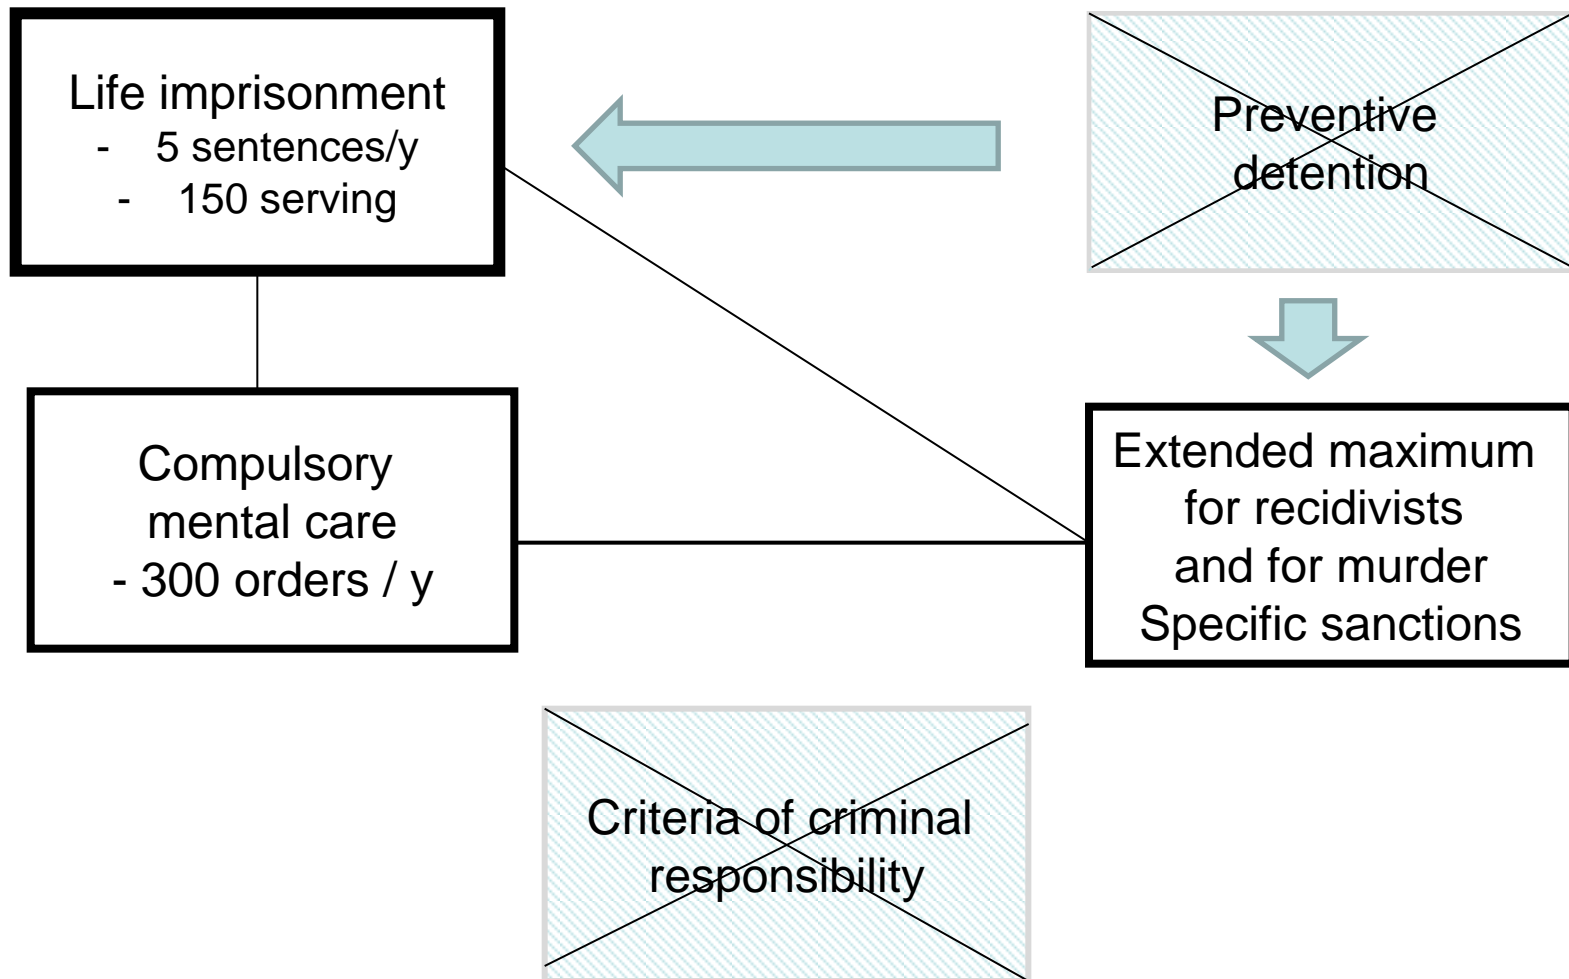 Life imprisonment
- 5 sentences/y
- 150 serving
Preventive
detention
Compulsory
mental care
- 300 orders / y
Extended maximum
for recidivists
and for murder
Specific sanctions
Criteria of criminal
responsibility